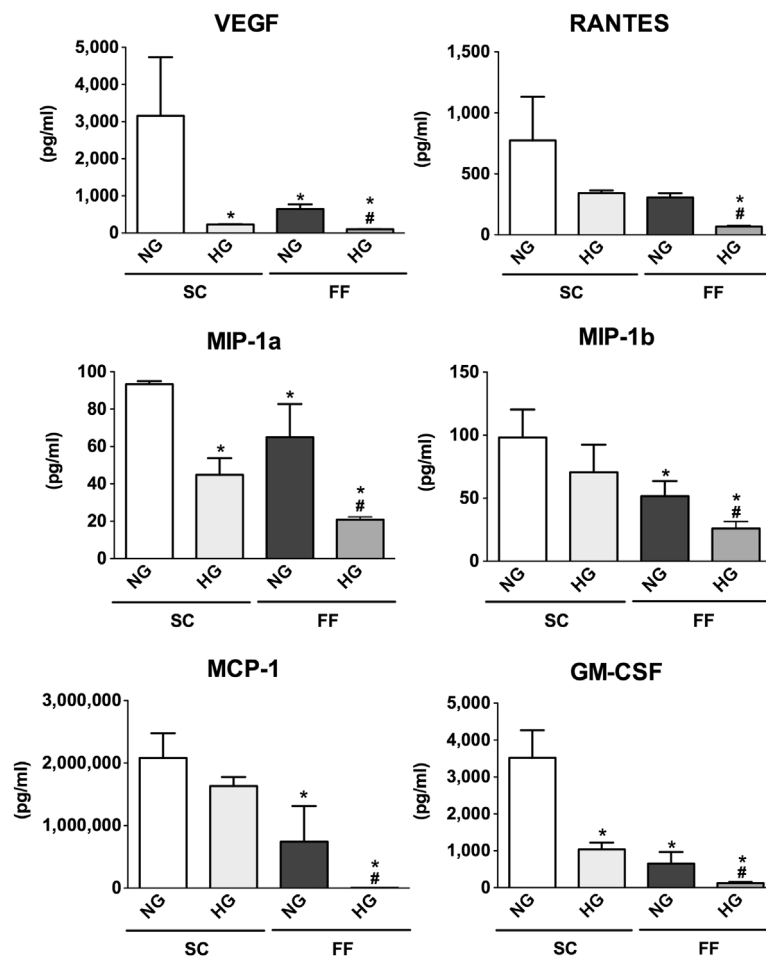 VEGF
5,000
4,000
3,000
2,000
1,000
0
(pg/ml)
*
*
*
#
NG
HG
NG
HG
SC
FF
RANTES
1,500
1,000
500
0
(pg/ml)
*
#
NG
HG
NG
HG
SC
FF
MIP-1a
100
80
60
40
20
0
(pg/ml)
*
*
*
#
NG
HG
NG
HG
SC
FF
MIP-1b
150
100
50
0
(pg/ml)
*
*
#
NG
HG
NG
HG
SC
FF
MCP-1
3,000,000
2,000,000
1,000,000
0
(pg/ml)
*
*
#
NG
HG
NG
HG
SC
FF
GM-CSF
5,000
4,000
3,000
2,000
1,000
0
(pg/ml)
*
*
*
#
NG
HG
NG
HG
SC
FF